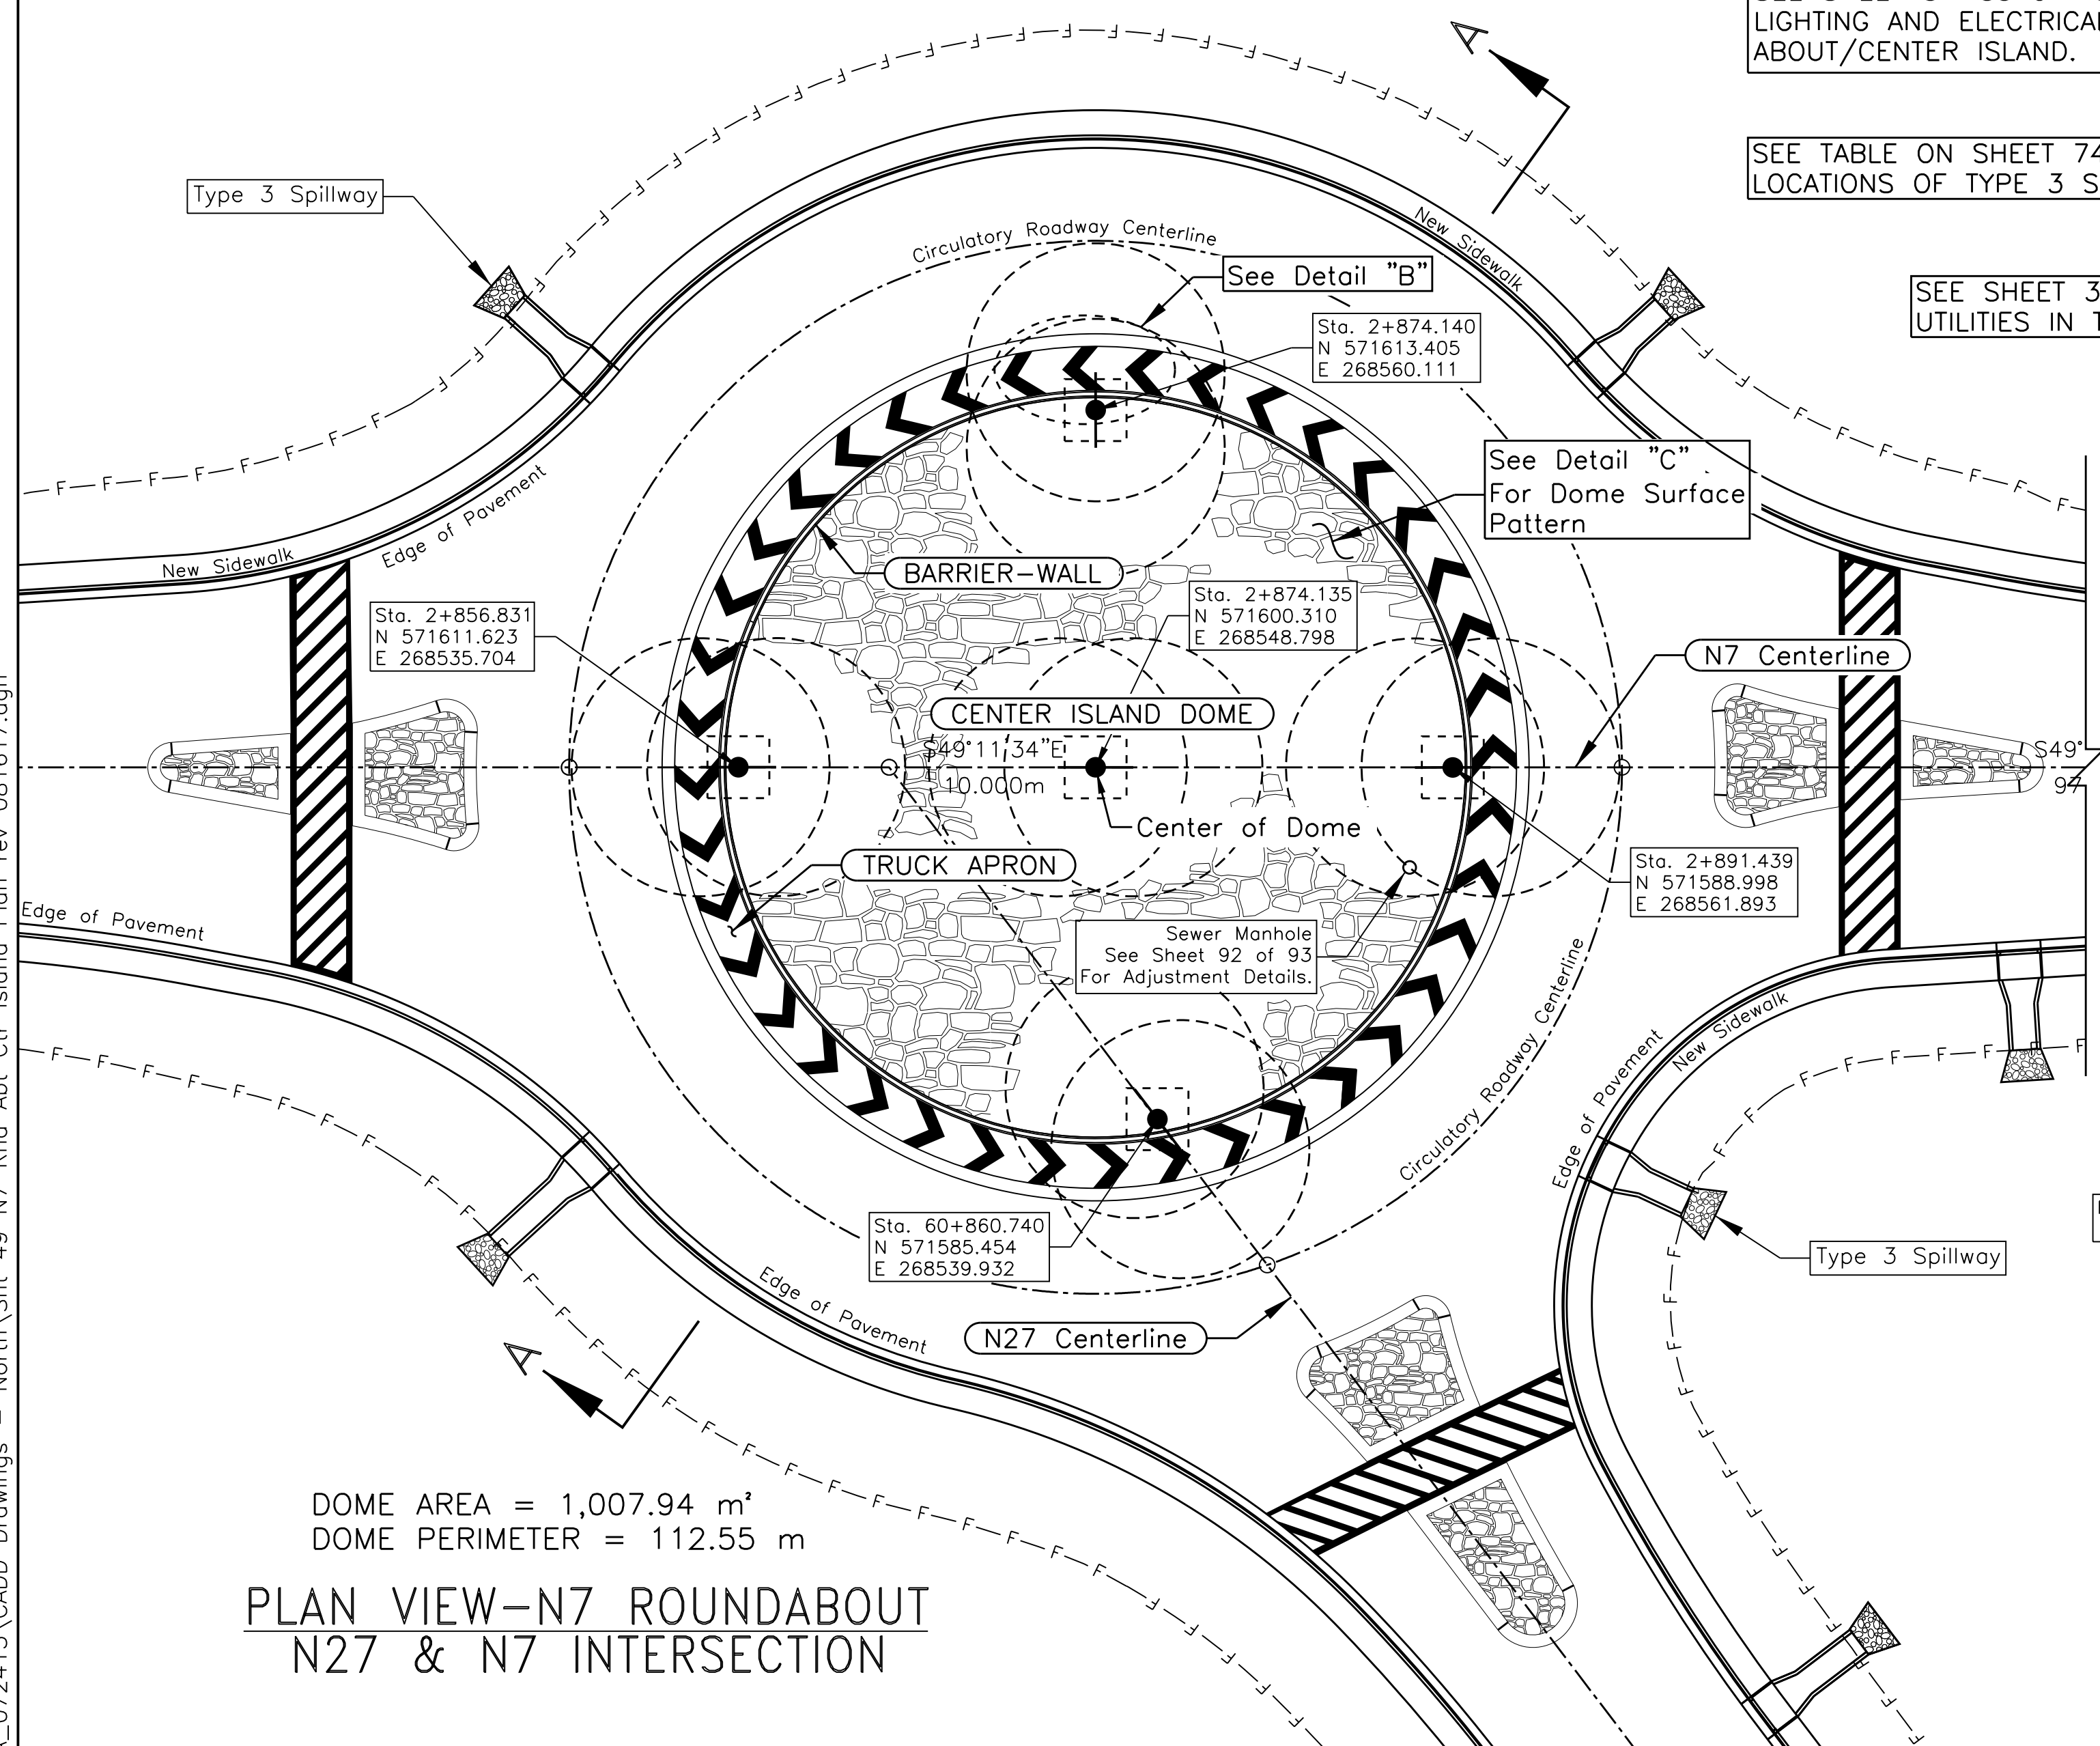 LIGHTING AND ELECTRICAL
ABOUT/CENTER ISLAND.
SEE TABLE ON SHEET 74
LOCATIONS OF TYPE 3 S
SEE SHEET 3
UTILITIES IN T
A
Type 3 Spillway
New Sidewalk
Circulatory Roadway Centerline
See Detail "B"
Sta. 2+874.140
N 571613.405
E 268560.111
See Detail "C"
For Dome Surface
Pattern
Edge of Pavement
New Sidewalk
BARRIER-WALL
Sta. 2+856.831
N 571611.623
E 268535.704
Sta. 2+874.135
N 571600.310
E 268548.798
N7 Centerline
CENTER ISLAND DOME
S49°11'34"E
10.000m
S49°
97
Center of Dome
TRUCK APRON
Sta. 2+891.439
N 571588.998
E 268561.893
Edge of Pavement
Sewer Manhole
See Sheet 92 of 93
For Adjustment Details.
Circulatory Roadway Centerline
New Sidewalk
Edge of Pavement
Sta. 60+860.740
N 571585.454
E 268539.932
Type 3 Spillway
Edge of Pavement
N27 Centerline
A
DOME AREA = 1,007.94 m²
DOME PERIMETER = 112.55 m
PLAN VIEW-N7 ROUNDABOUT
N27 & N7 INTERSECTION